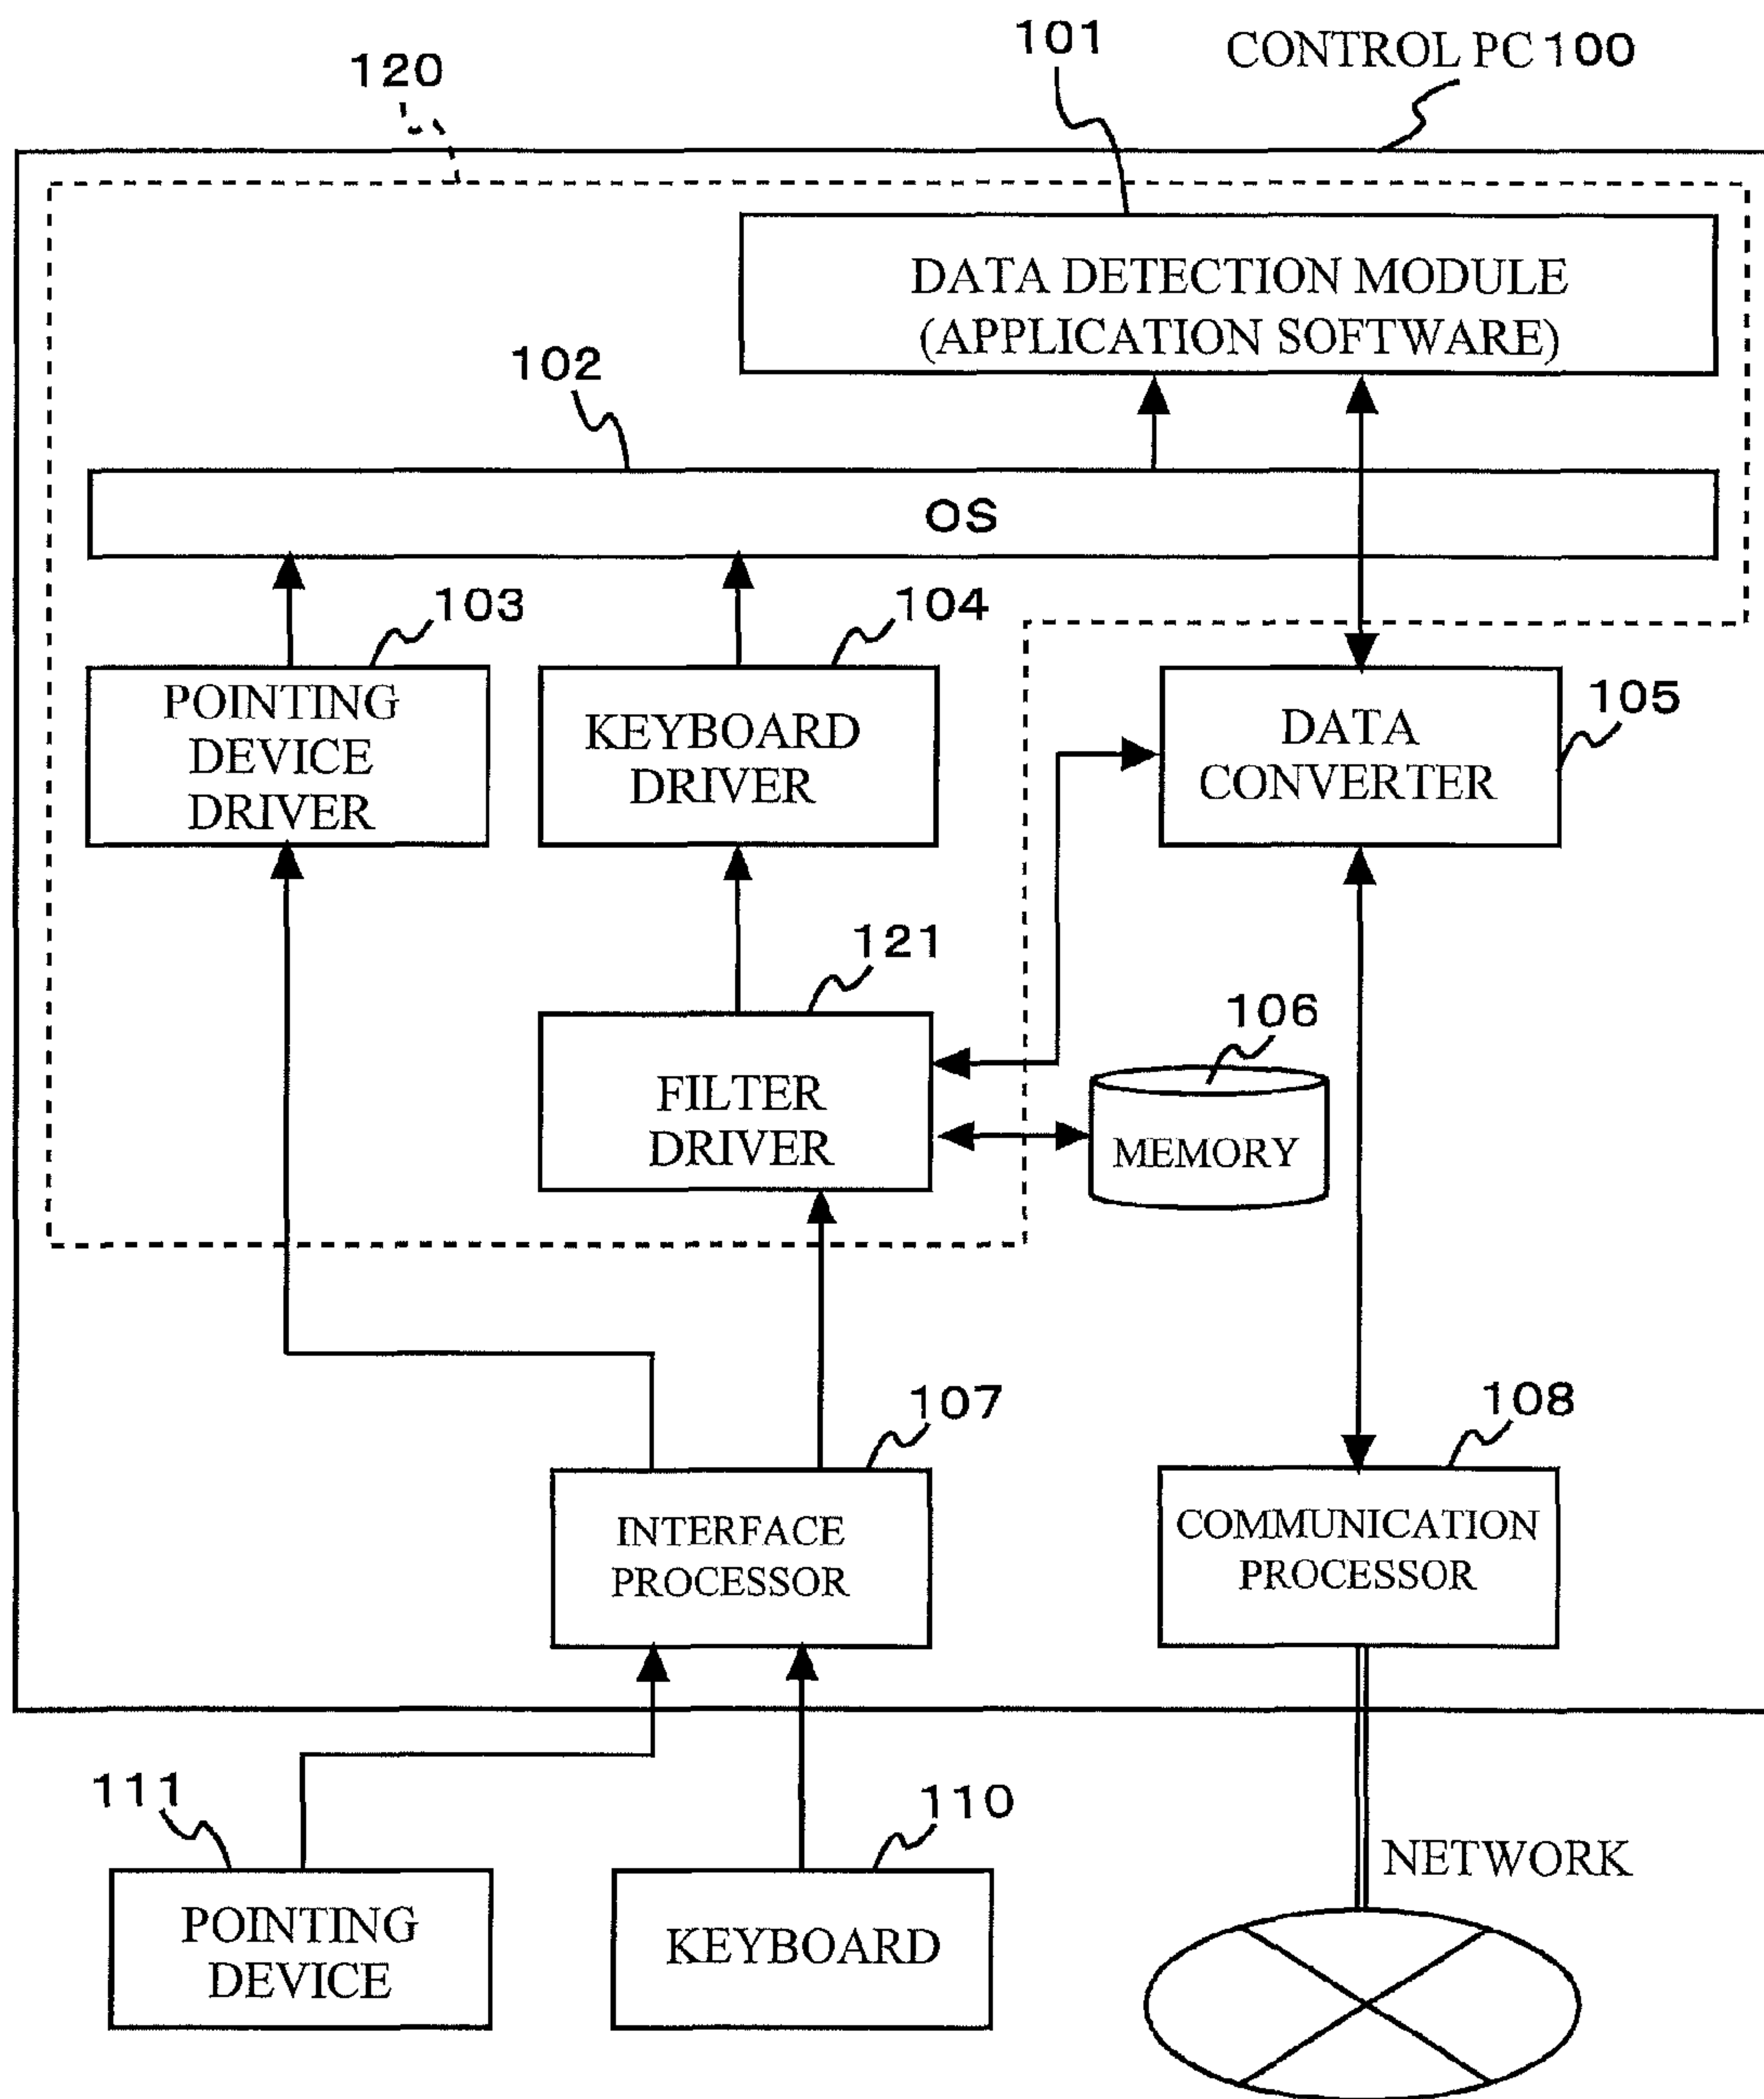 101
CONTROL PC 100
120
DATA DETECTION MODULE
(APPLICATION SOFTWARE)
102
OS
103
104
105
POINTING
DEVICE
DRIVER
KEYBOARD
DRIVER
DATA
CONVERTER
121
106
FILTER
DRIVER
MEMORY
107
108
INTERFACE
PROCESSOR
COMMUNICATION
PROCESSOR
111
110
NETWORK
POINTING
DEVICE
KEYBOARD